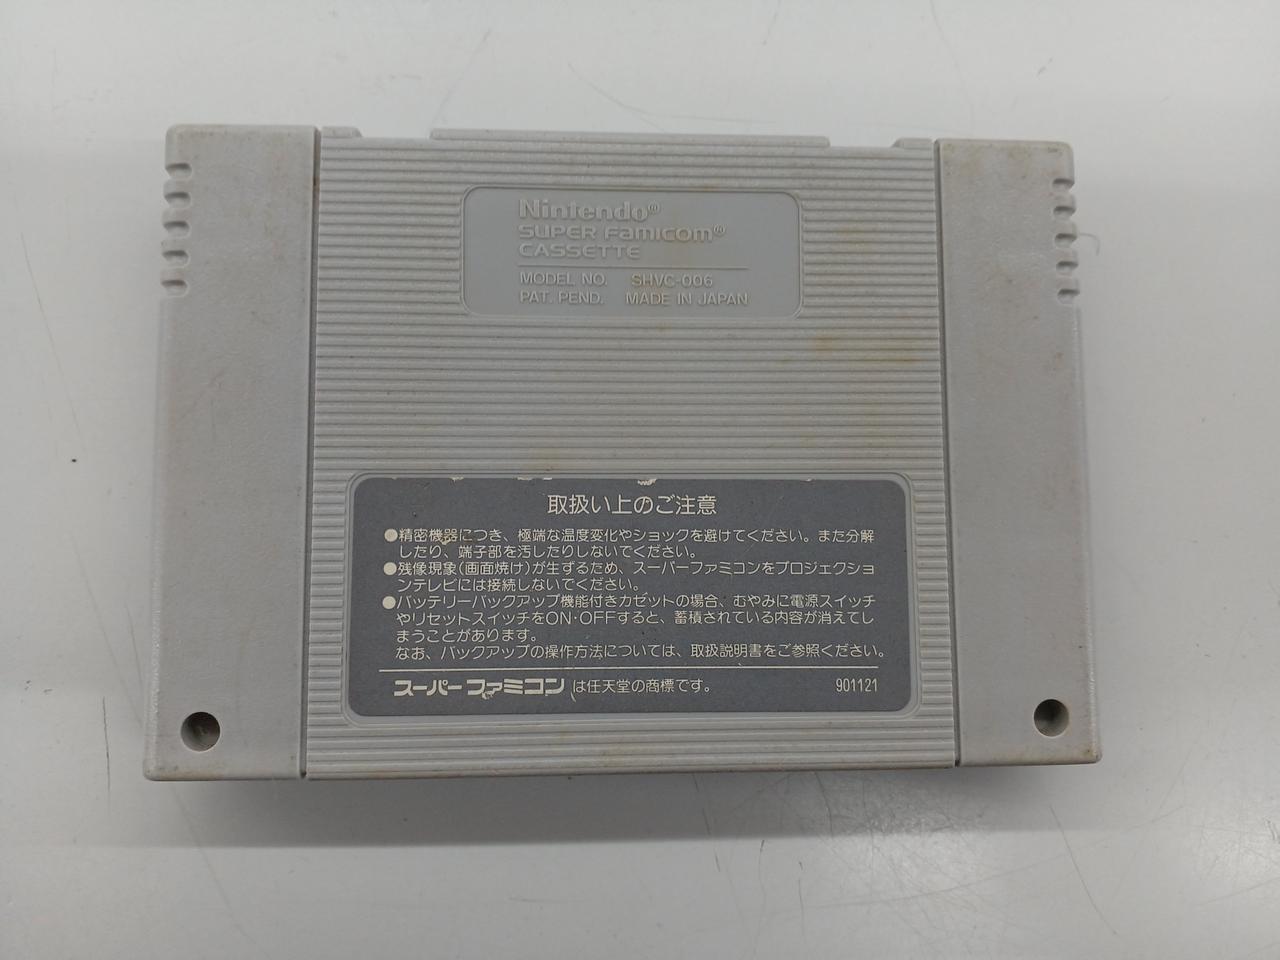 Nintendo®
SUPER FAMICOM®
CASSETTE
MODEL NO. SHVC-006
PAT. PEND. MADE IN JAPAN
取扱い上のご注意
●精密機器につき、極端な温度変化やショックを避けてください。また分解
したり、端子部を汚したりしないでください。
●残像現象(画面焼け)が生ずるため、スーパーファミコンをプロジェクショ
ンテレビには接続しないでください。
●バッテリーバックアップ機能付きカセットの場合、むやみに電源スイッチ
やリセットスイッチをON・OFFすると、蓄積されている内容が消えてし
まうことがあります。
なお、バックアップの操作方法については、取扱説明書をご参照ください。
スーパーファミコンは任天堂の商標です。 901121